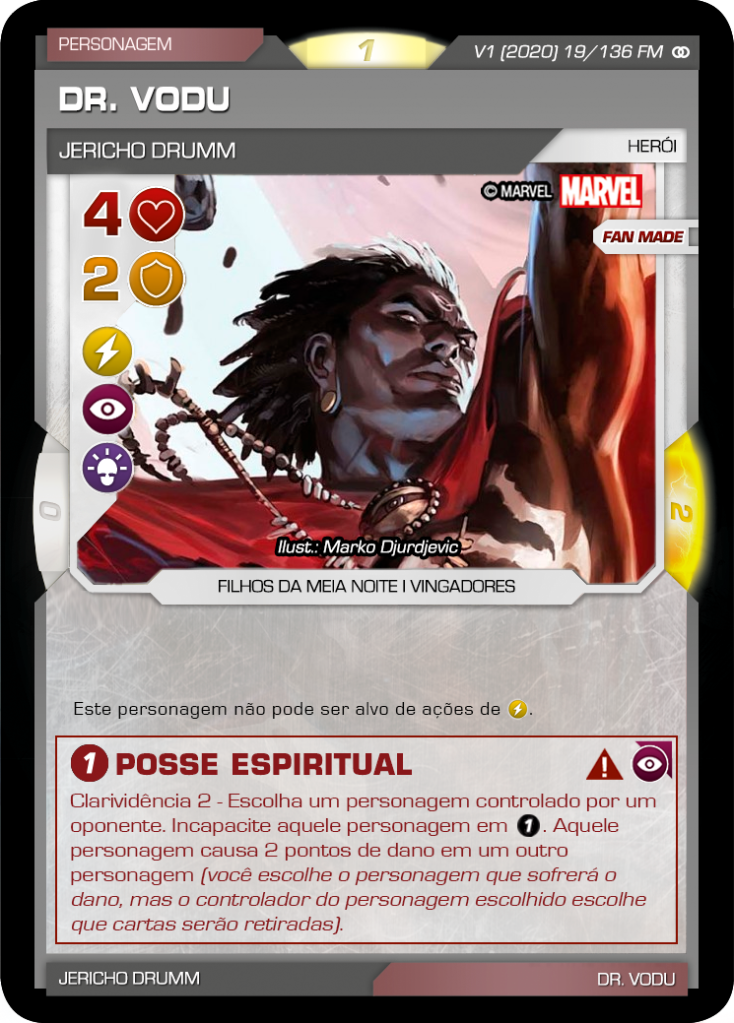 PERSONAGEM
1
V1 (2020) 19/136 FM
DR. VODU
JERICHO DRUMM
HERÓI
© MARVEL MARVEL
4
FAN MADE
2
0
2
Ilust.: Marko Djurdjevic
FILHOS DA MEIA NOITE | VINGADORES
Este personagem não pode ser alvo de ações de .
1 POSSE ESPIRITUAL
Clarividência 2 - Escolha um personagem controlado por um
oponente. Incapacite aquele personagem em 1. Aquele
personagem causa 2 pontos de dano em um outro
personagem (você escolhe o personagem que sofrerá o
dano, mas o controlador do personagem escolhido escolhe
que cartas serão retiradas).
JERICHO DRUMM
DR. VODU